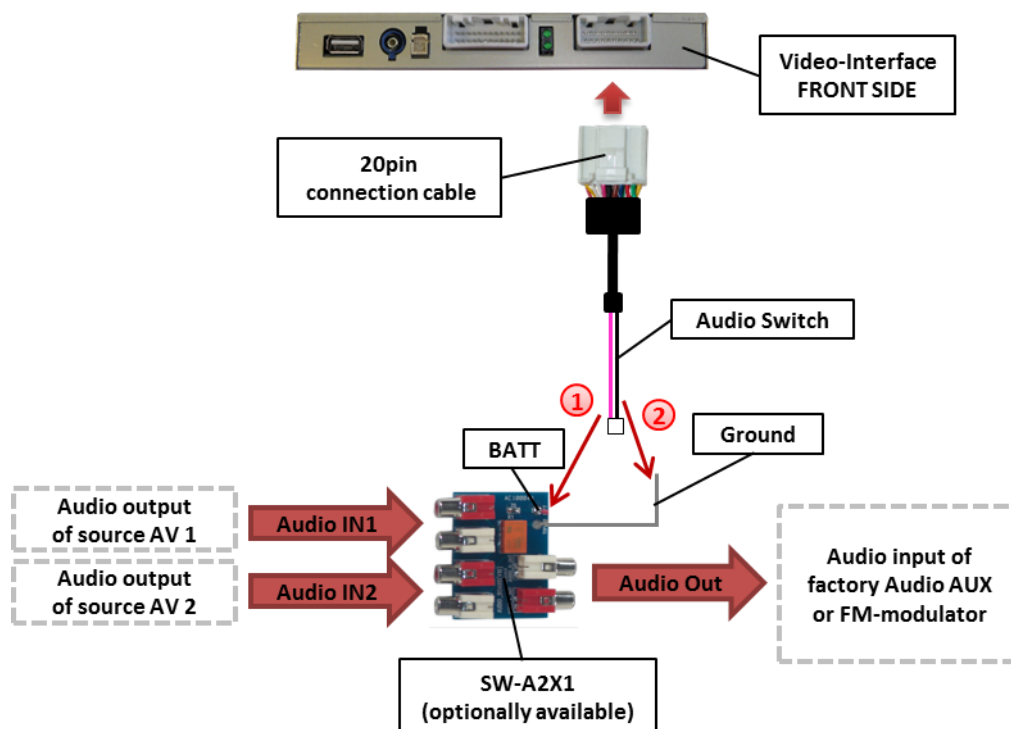 Video-Interface
FRONT SIDE
20pin
connection cable
Audio Switch
1
2
Ground
BATT
Audio output
of source AV 1
Audio IN1
Audio output
of source AV 2
Audio IN2
Audio Out
Audio input of
factory Audio AUX
or FM-modulator
SW-A2X1
(optionally available)